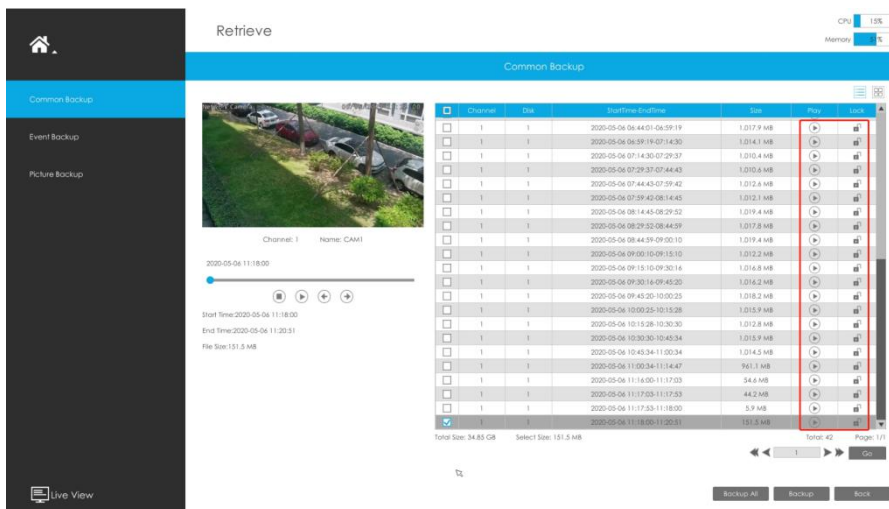 Retrieve
CPU 15%
Memory
Common Backup
Common Backup
Event Backup
Picture Backup
Channel Disk StartTime-EndTime Size Play Lock
1 1 2020-05-06 06:44:01-06:59:19 1,017.9 MB
1 1 2020-05-06 06:59:19-07:14:30 1,014.1 MB
1 1 2020-05-06 07:14:30-07:29:37 1,010.4 MB
1 1 2020-05-06 07:29:37-07:44:43 1,010.6 MB
1 1 2020-05-06 07:44:43-07:59:42 1,012.6 MB
1 1 2020-05-06 07:59:42-08:14:45 1,012.1 MB
1 1 2020-05-06 08:14:45-08:29:52 1,019.4 MB
1 1 2020-05-06 08:29:52-08:44:59 1,017.8 MB
1 1 2020-05-06 08:44:59-09:00:10 1,019.4 MB
1 1 2020-05-06 09:00:10-09:15:10 1,012.2 MB
1 1 2020-05-06 09:15:10-09:30:16 1,016.8 MB
1 1 2020-05-06 09:30:16-09:45:20 1,016.2 MB
1 1 2020-05-06 09:45:20-10:00:25 1,018.2 MB
1 1 2020-05-06 10:00:25-10:15:28 1,015.9 MB
1 1 2020-05-06 10:15:28-10:30:30 1,012.8 MB
1 1 2020-05-06 10:30:30-10:45:34 1,015.9 MB
1 1 2020-05-06 10:45:34-11:00:34 1,014.5 MB
1 1 2020-05-06 11:00:34-11:14:47 961.1 MB
1 1 2020-05-06 11:16:00-11:17:03 54.6 MB
1 1 2020-05-06 11:17:03-11:17:53 44.2 MB
1 1 2020-05-06 11:17:53-11:18:00 5.9 MB
1 1 2020-05-06 11:18:00-11:20:51 151.5 MB
Channel: 1 Name: CAM1
2020-05-06 11:18:00
Start Time:2020-05-06 11:18:00
End Time:2020-05-06 11:20:51
File Size:151.5 MB
Total Size: 34.85 GB Select Size: 151.5 MB Total: 42 Page: 1/1
1 Go
Live View
Backup All Backup Back